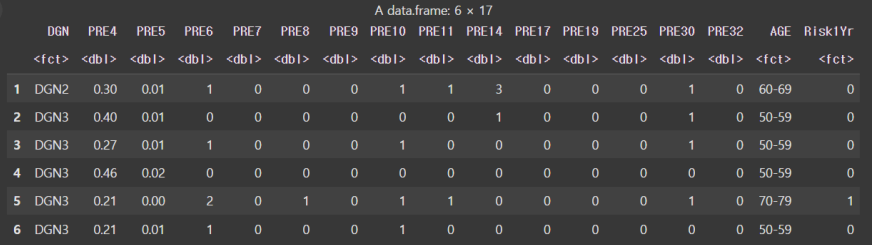 A data.frame: 6 × 17
DGN PRE4 PRE5 PRE6 PRE7 PRE8 PRE9 PRE10 PRE11 PRE14 PRE17 PRE19 PRE25 PRE30 PRE32 AGE Risk1Yr
<fct> <dbl> <dbl> <dbl> <dbl> <dbl> <dbl> <dbl> <dbl> <dbl> <dbl> <dbl> <dbl> <dbl> <dbl> <fct> <fct>
1 DGN2 0.30 0.01 1 0 0 0 1 1 3 0 0 0 1 0 60-69 0
2 DGN3 0.40 0.01 0 0 0 0 0 0 1 0 0 0 1 0 50-59 0
3 DGN3 0.27 0.01 1 0 0 0 1 0 0 0 0 0 1 0 50-59 0
4 DGN3 0.46 0.02 0 0 0 0 0 0 0 0 0 0 0 0 50-59 0
5 DGN3 0.21 0.00 2 0 1 0 1 1 0 0 0 0 1 0 70-79 1
6 DGN3 0.21 0.01 1 0 0 0 1 0 0 0 0 0 0 0 50-59 0